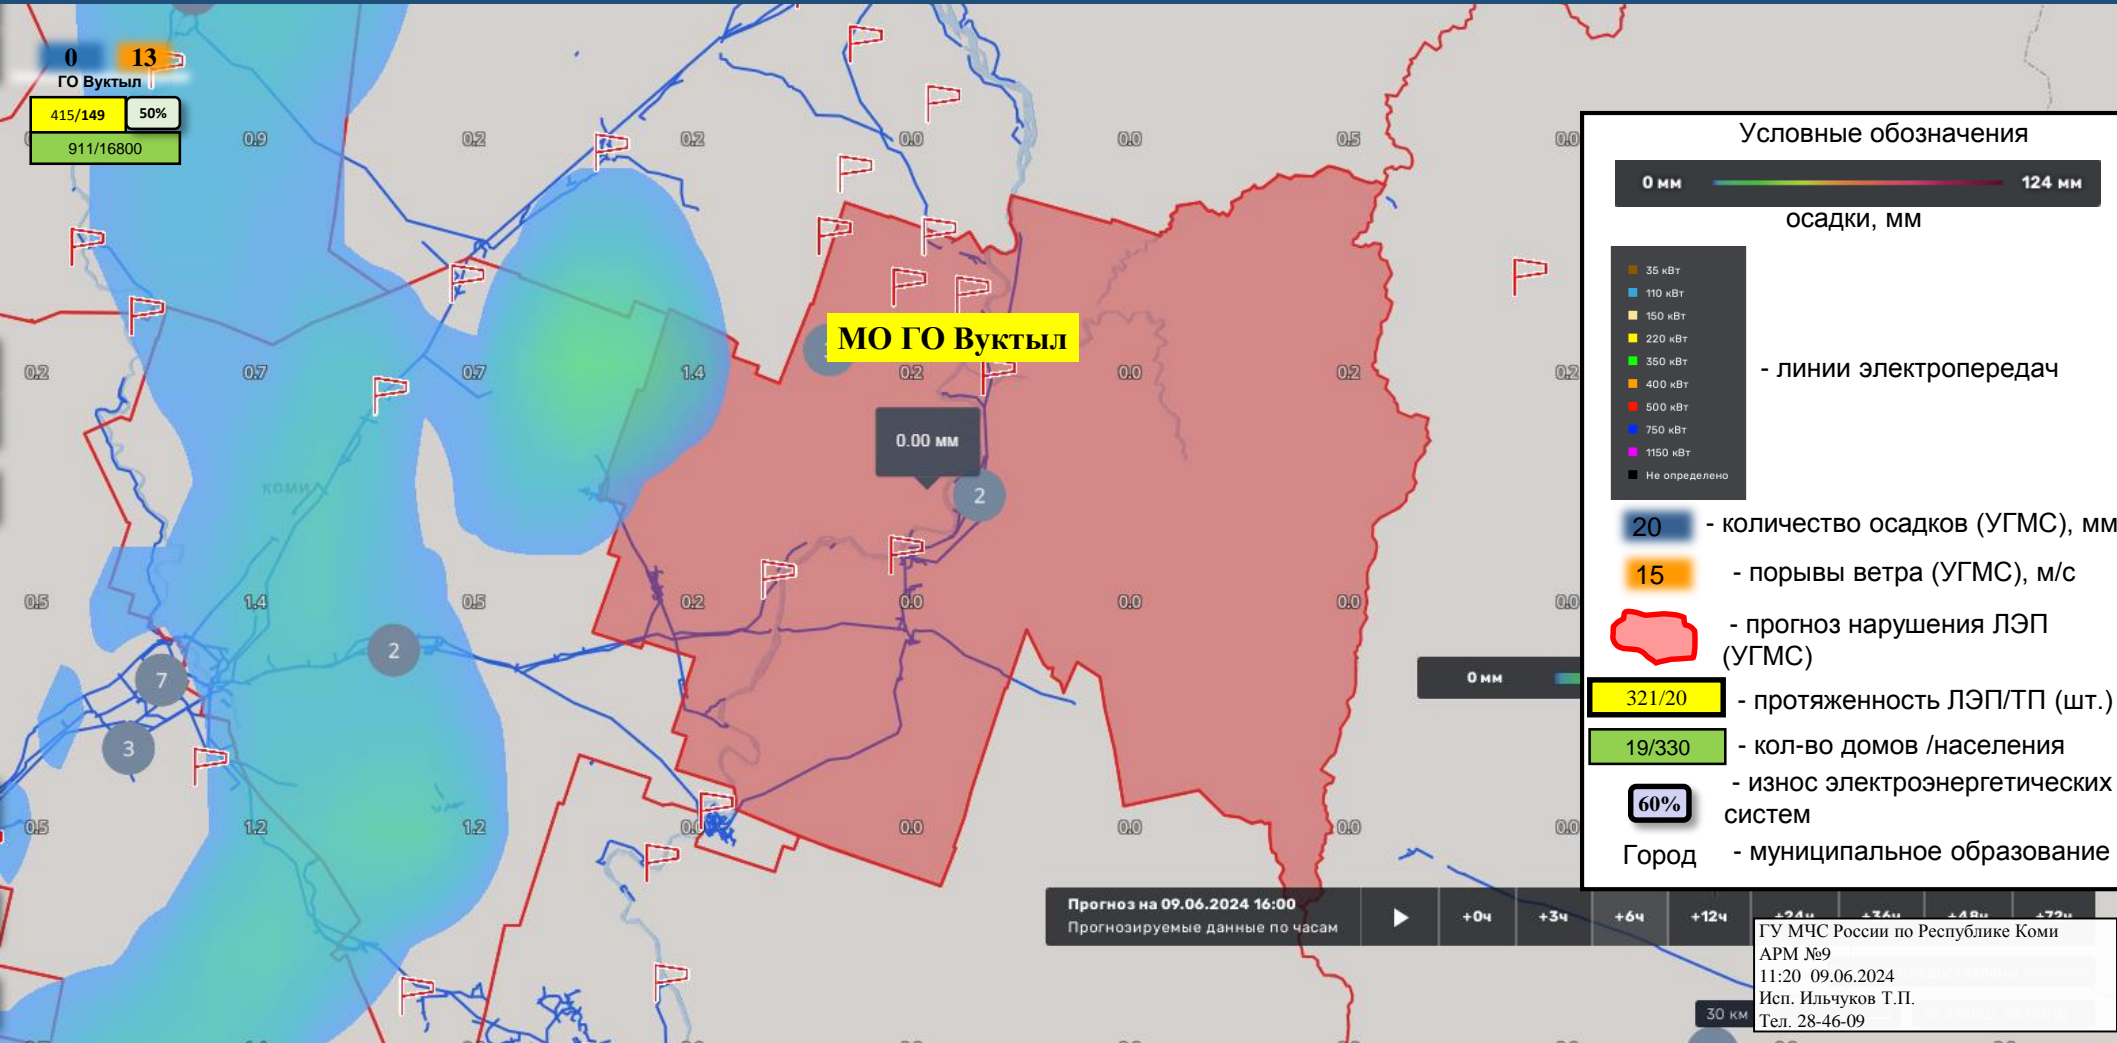 0 13
ГО Вуктыл
415/149 50%
911/16800
0.9 0.2 0.2 0.0 0.0 0.5 0.0
МО ГО Вуктыл
0.2 0.7 0.7 1.4 0.2 0.0 0.2 0.2
0.00 мм
2
КОМИ
0.5 1.4 0.5 0.2 0.0 0.0 0.0 0.0
2
7
3
0 мм
0.5 1.2 1.2 0.0 0.0 0.0 0.0
Прогноз на 09.06.2024 16:00
Прогнозируемые данные по часам
+0ч +3ч +6ч +12ч +24ч +36ч +48ч +72ч
30 км
Условные обозначения
0 мм 124 мм
осадки, мм
35 кВт
110 кВт
150 кВт
220 кВт
350 кВт
400 кВт
500 кВт
750 кВт
1150 кВт
Не определено
- линии электропередач
20 - количество осадков (УГМС), мм
15 - порывы ветра (УГМС), м/с
- прогноз нарушения ЛЭП
(УГМС)
321/20 - протяженность ЛЭП/ТП (шт.)
19/330 - кол-во домов /населения
60% - износ электроэнергетических
систем
Город - муниципальное образование
ГУ МЧС России по Республике Коми
АРМ №9
11:20 09.06.2024
Исп. Ильчуков Т.П.
Тел. 28-46-09